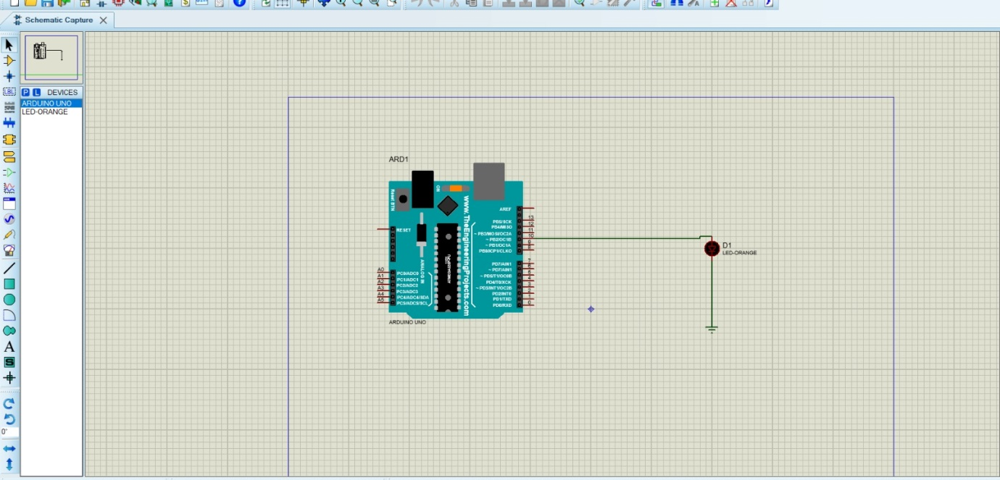 Schematic Capture
P L DEVICES
ARDUINO UNO
LED-ORANGE
LBL
A
S
0°
ARD1
ON
Reset BTN
www.TheEngineeringProjects.com
RESET
ANALOG IN
AREF
PB5/SCK
PB4/MISO
~ PB3/MOSI/OC2A
~ PB2/OC1B
~ PB1/OC1A
PB0/ICP1/CLKO
PD7/AIN1
~ PD5/T1/OC0B
PD4/T0/XCK
~ PD3/INT1/OC2B
PD2/INT0
PD1/TXD
PD0/RXD
13
12
11
10
9
8
7
6
5
4
3
2
1
0
A0
A1
A2
A3
A4
A5
PC0/ADC0
PC1/ADC1
PC2/ADC2
PC3/ADC3
PC4/ADC4/SDA
PC5/ADC5/SCL
ARDUINO UNO
D1
LED-ORANGE